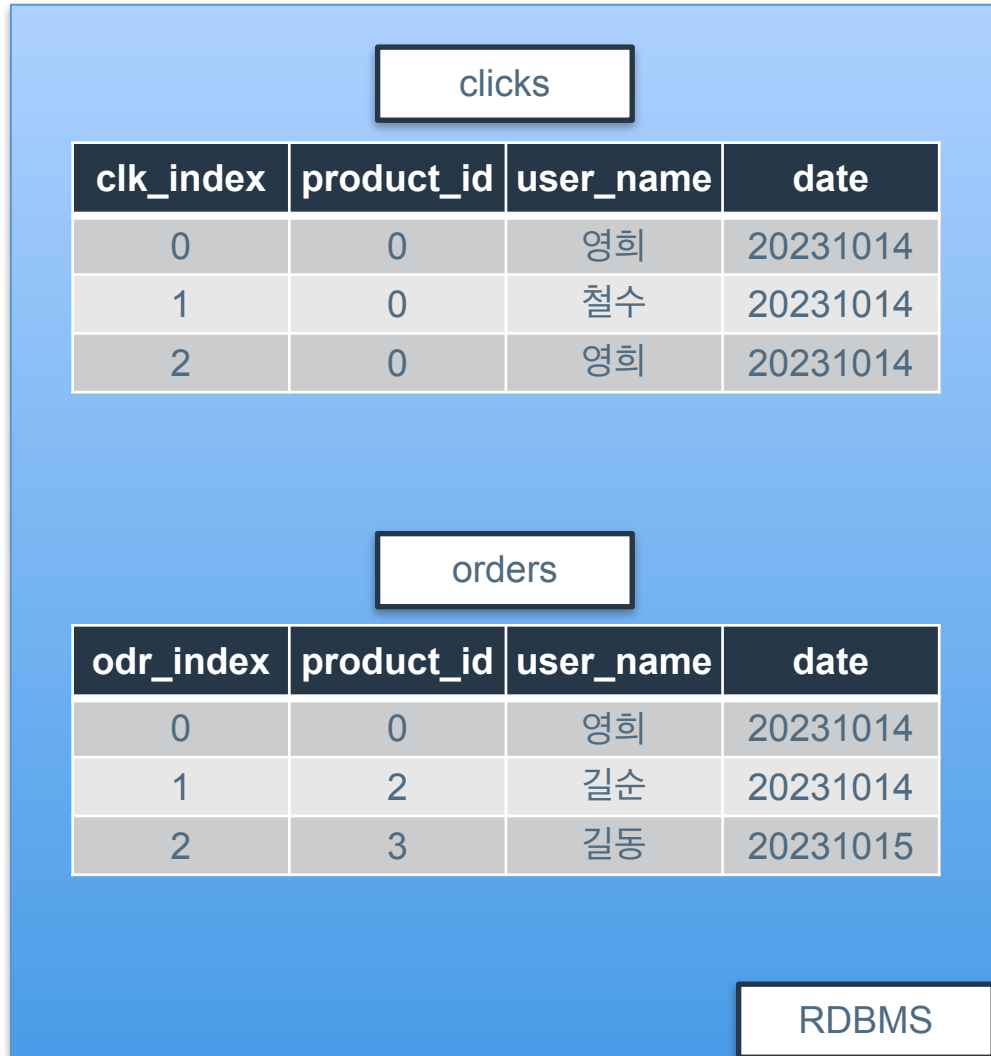 clicks
clk_index product_id user_name date
0 0 영희 20231014
1 0 철수 20231014
2 0 영희 20231014
orders
odr_index product_id user_name date
0 0 영희 20231014
1 2 길순 20231014
2 3 길동 20231015
RDBMS